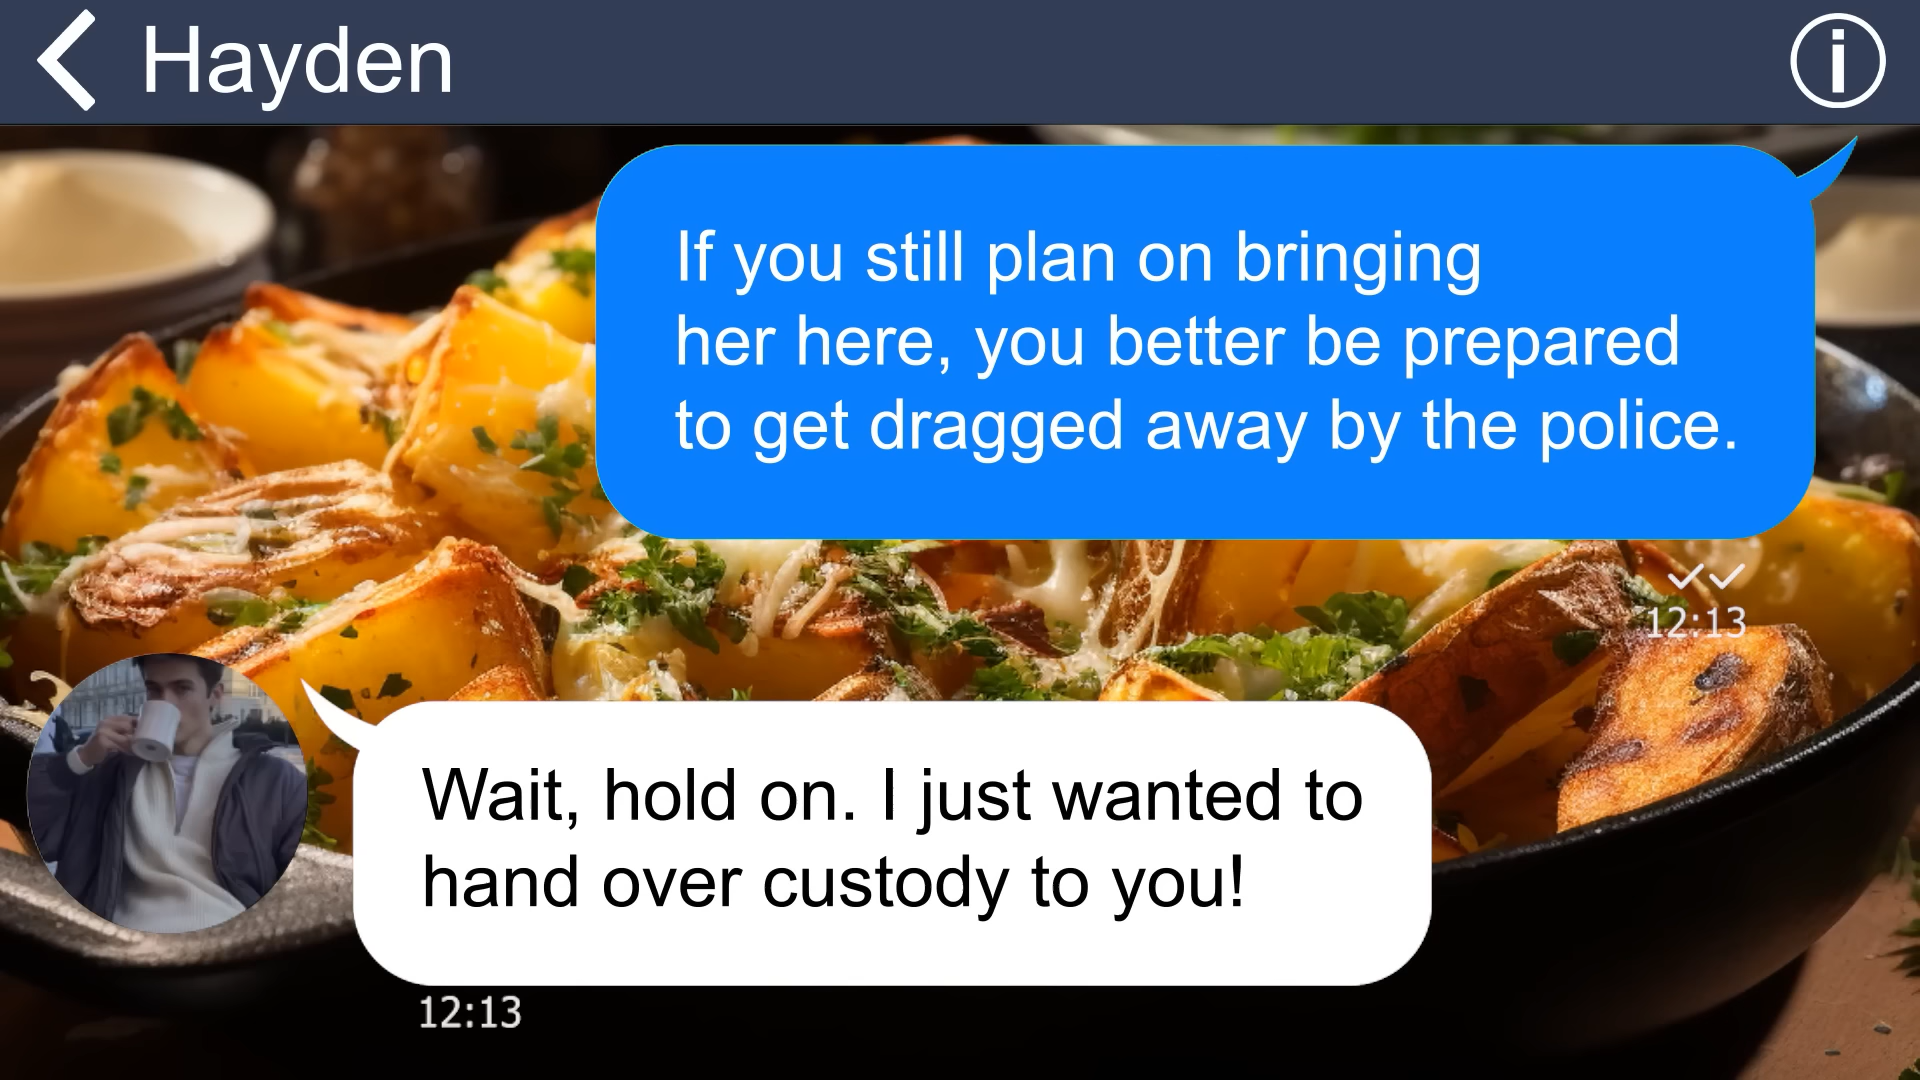 Hayden
If you still plan on bringing
her here, you better be prepared
to get dragged away by the police.
12:13
Wait, hold on. I just wanted to
hand over custody to you!
12:13